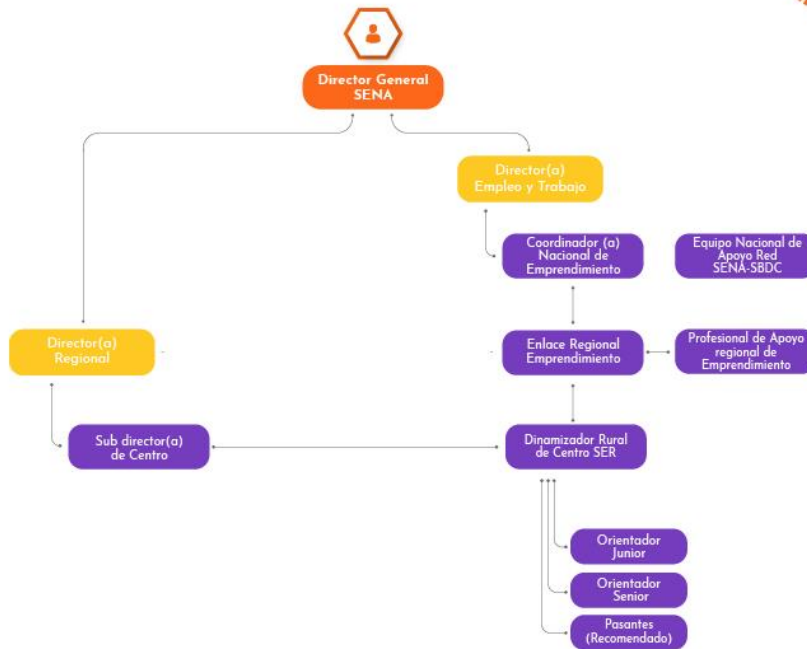 Director General
SENA
Director(a)
Empleo y Trabajo
Coordinador (a)
Nacional de
Emprendimiento
Equipo Nacional de
Apoyo Red
SENA-SBDC
Director(a)
Regional
Enlace Regional
Emprendimiento
Profesional de Apoyo
regional de
Emprendimiento
Sub director(a)
de Centro
Dinamizador Rural
de Centro SER
Orientador
Junior
Orientador
Senior
Pasantes
(Recomendado)